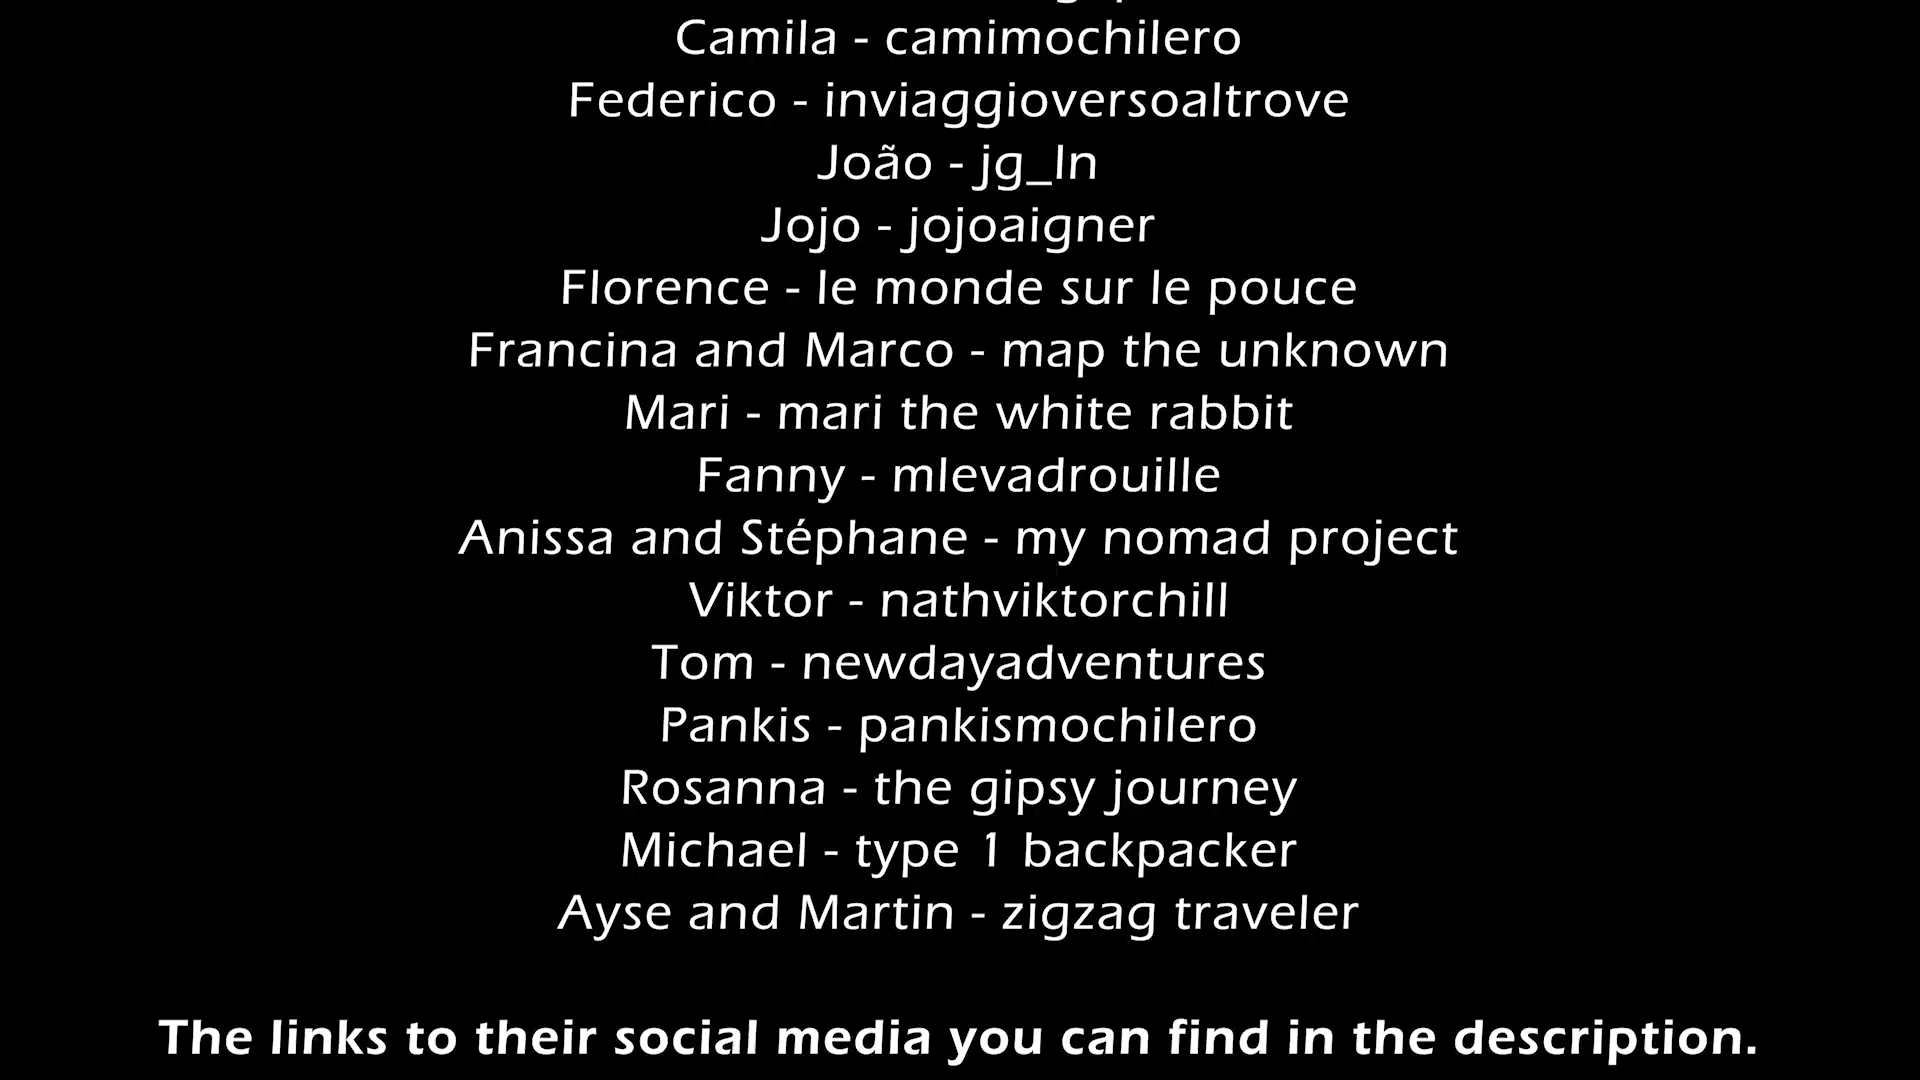 Camila - camimochilero
Federico - inviaggioversoaltrove
João - jg_ln
Jojo - jojoaigner
Florence - le monde sur le pouce
Francina and Marco - map the unknown
Mari - mari the white rabbit
Fanny - mlevadrouille
Anissa and Stéphane - my nomad project
Viktor - nathviktorchill
Tom - newdayadventures
Pankis - pankismochilero
Rosanna - the gipsy journey
Michael - type 1 backpacker
Ayse and Martin - zigzag traveler
The links to their social media you can find in the description.